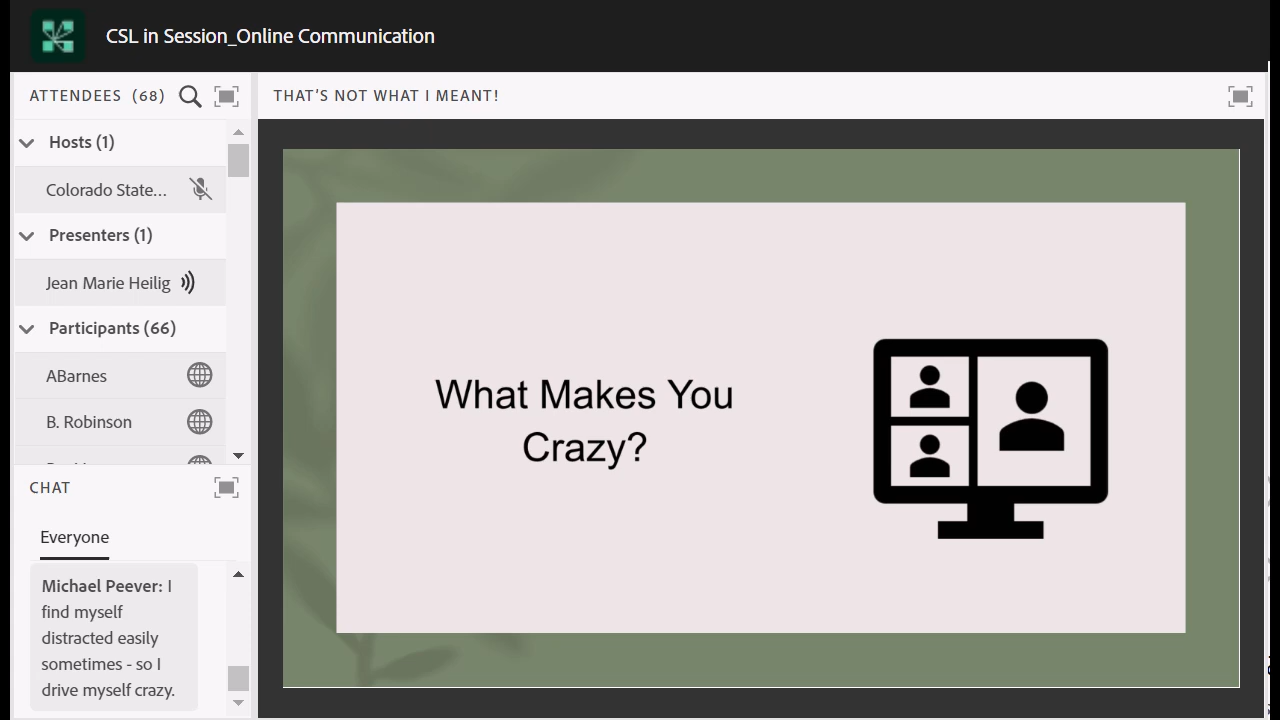 CSL in Session_Online Communication
ATTENDEES (68)
Hosts (1)
Colorado State...
Presenters (1)
Jean Marie Heilig
Participants (66)
ABarnes
B. Robinson
CHAT
Everyone
Michael Peever: I
find myself
distracted easily
sometimes - so I
drive myself crazy.
THAT'S NOT WHAT I MEANT!
What Makes You
Crazy?